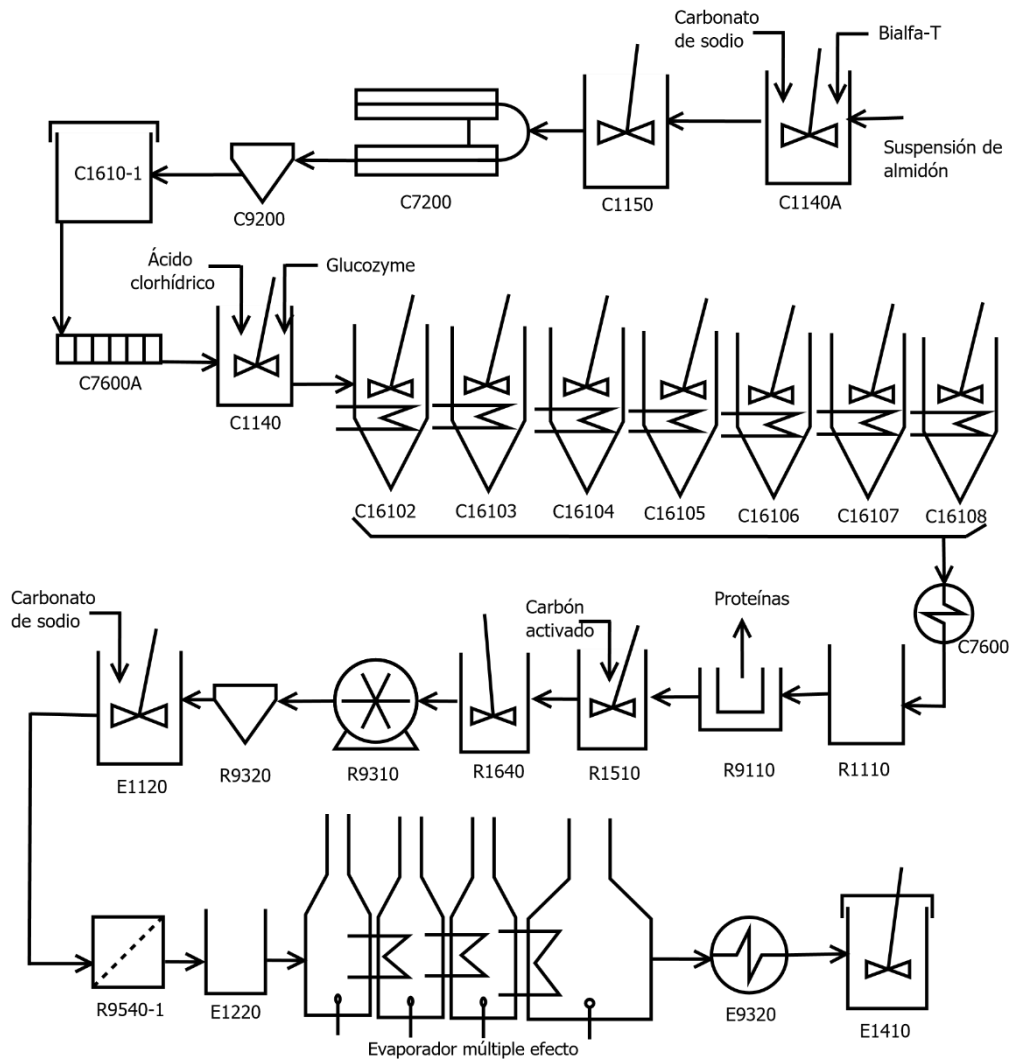 Carbonato
de sodio
Bialfa-T
Suspensión de
almidón
C1610-1
C9200
C7200
C1150
C1140A
Ácido
clorhídrico
Glucozyme
C7600A
C1140
C16102
C16103
C16104
C16105
C16106
C16107
C16108
Carbonato
de sodio
Carbón
activado
Proteínas
C7600
E1120
R9320
R9310
R1640
R1510
R9110
R1110
R9540-1
E1220
Evaporador múltiple efecto
E9320
E1410